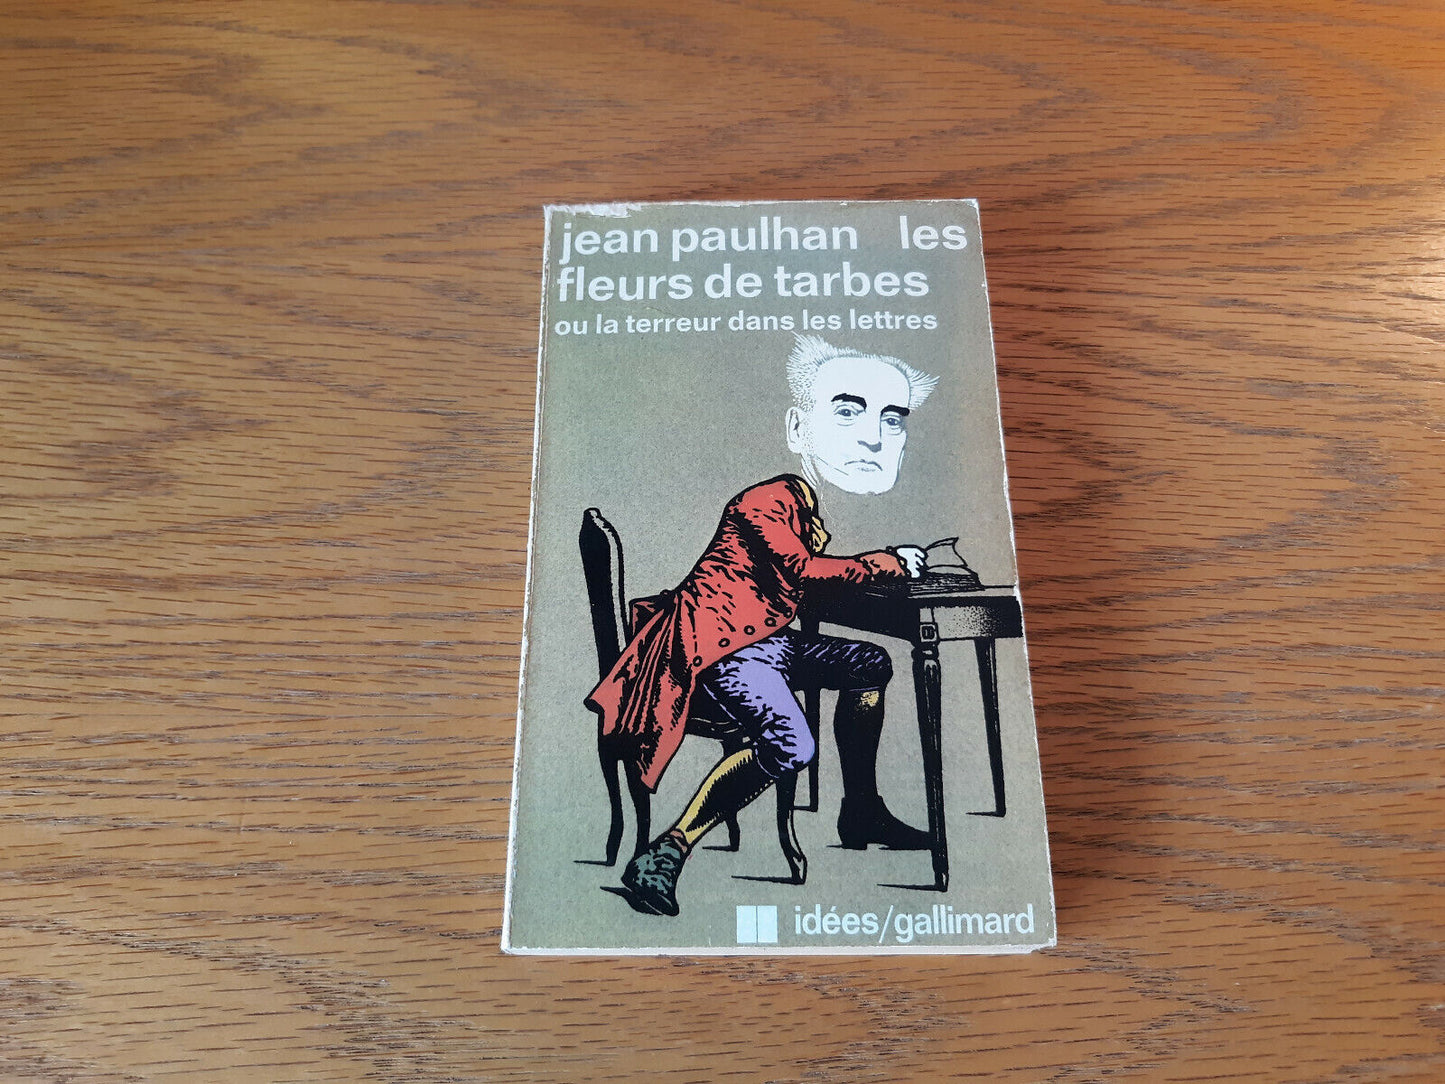 jean paulhan les
fleurs de tarbes
ou la terreur dans les lettres
idées/gallimard